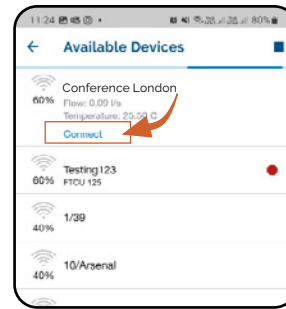 11:24 80%
Available Devices
Conference London
60% Flow: 0.09 l/s
Temperature: 25.50 C
Connect
Testing123
60% FTCU 125
1/39
40%
10/Arsenal
40%